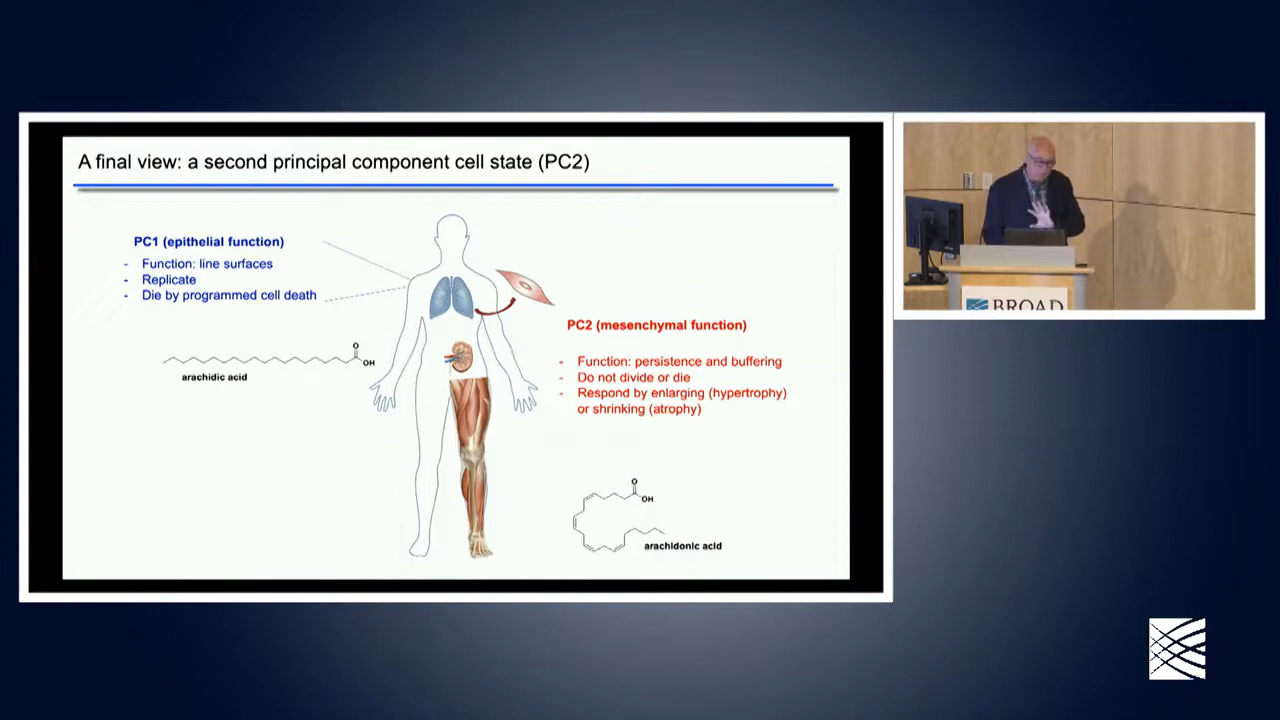 A final view: a second principal component cell state (PC2)
PC1 (epithelial function)
- Function: line surfaces
- Replicate
- Die by programmed cell death
O
OH
arachidic acid
PC2 (mesenchymal function)
- Function: persistence and buffering
- Do not divide or die
- Respond by enlarging (hypertrophy)
or shrinking (atrophy)
O
OH
arachidonic acid
BROAD